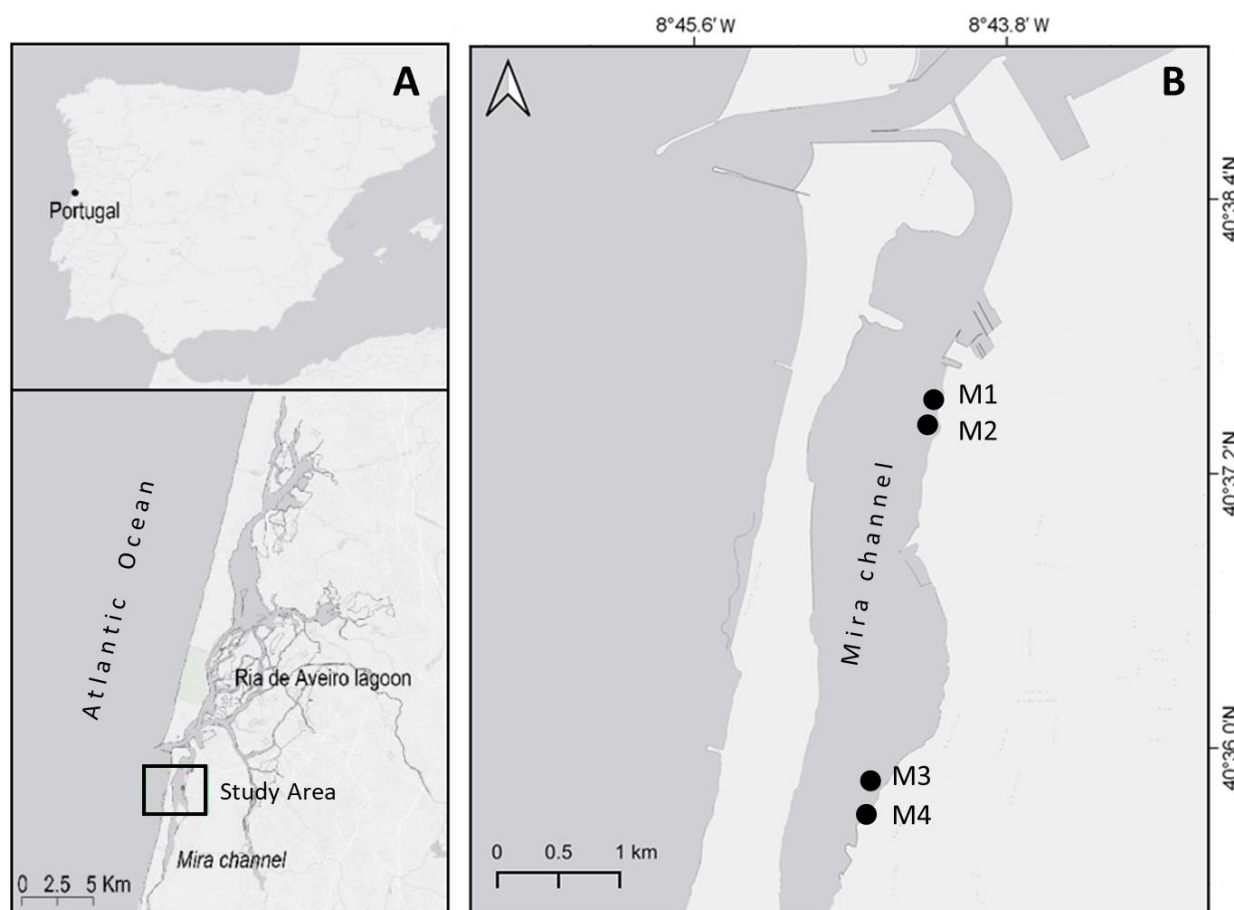 A
Portugal
Atlantic Ocean
Ria de Aveiro lagoon
Study Area
Mira channel
0 2.5 5 Km
8°45.6' W 8°43.8' W
B
40°38.4'N
M1
M2
40°37.2'N
Mira channel
40°36.0'N
M3
M4
0 0.5 1 km